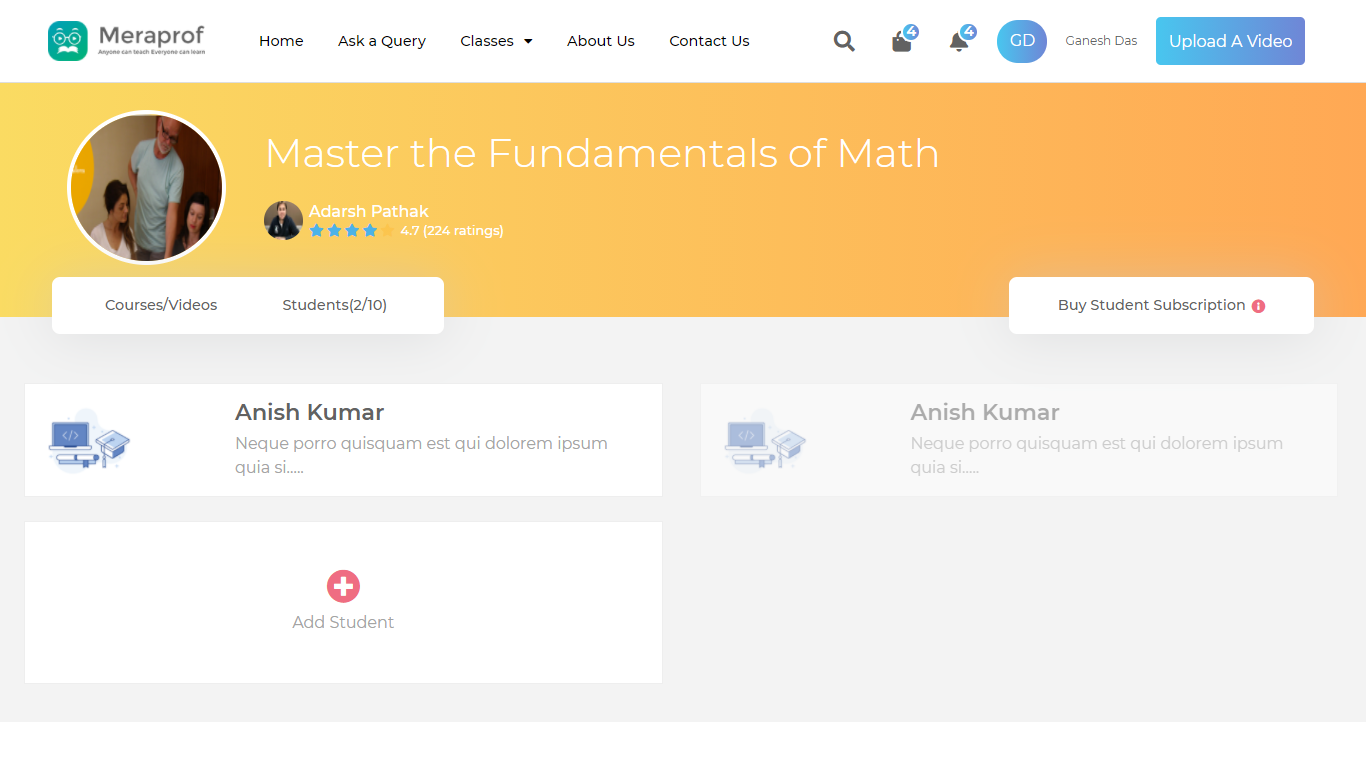 Meraprof
Anyone can teach Everyone can learn
Home Ask a Query Classes About Us Contact Us
4 4 GD Ganesh Das Upload A Video
Master the Fundamentals of Math
Adarsh Pathak
4.7 (224 ratings)
Courses/Videos Students(2/10) Buy Student Subscription
Anish Kumar
Neque porro quisquam est qui dolorem ipsum
quia si.....
Anish Kumar
Neque porro quisquam est qui dolorem ipsum
quia si.....
Add Student